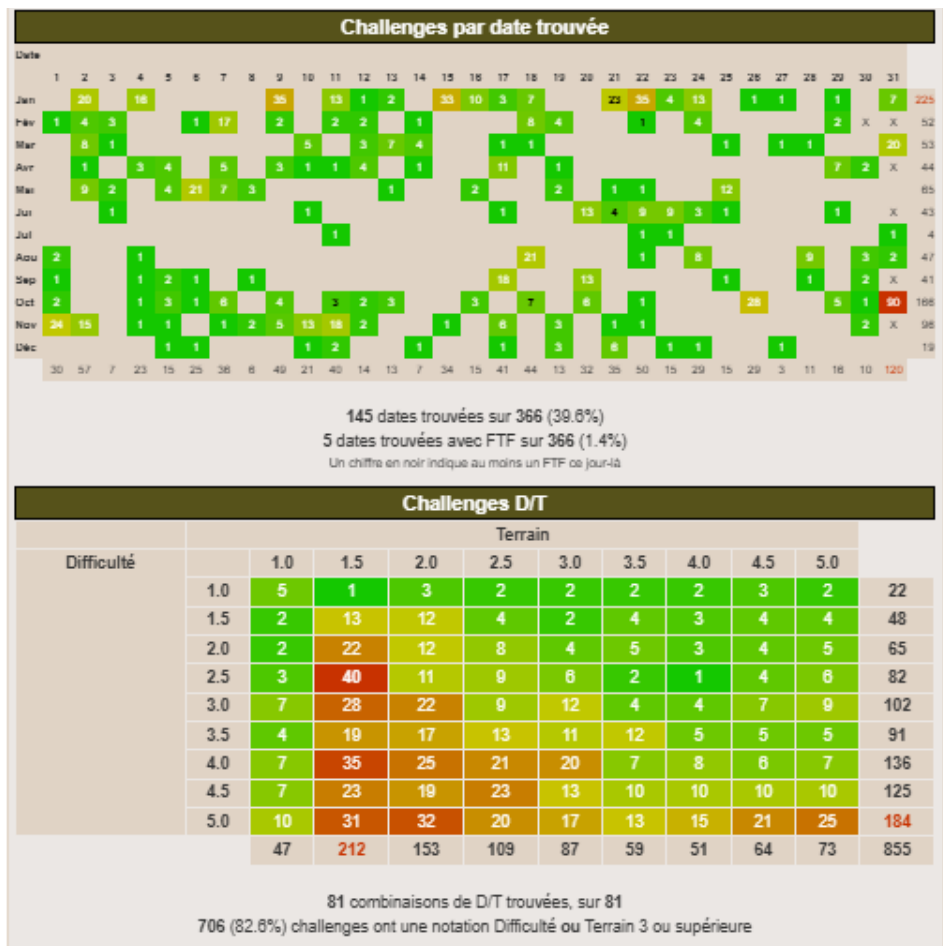 Challenges par date trouvée
Date
1 2 3 4 5 6 7 8 9 10 11 12 13 14 15 16 17 18 19 20 21 22 23 24 25 26 27 28 29 30 31
Jan 20 16 35 13 1 2 33 10 3 7 23 35 4 13 1 1 1 7 225
Fév 1 4 3 1 17 2 2 2 1 8 4 1 4 2 X X 52
Mar 8 1 5 3 7 4 1 1 1 1 1 20 53
Avr 1 3 4 5 3 1 1 4 1 11 1 7 2 X 44
Mai 9 2 4 21 7 3 1 2 2 1 1 12 65
Jui 1 1 1 13 4 9 9 3 1 1 X 43
Jul 1 1 1 1 4
Aou 2 1 21 1 8 9 3 2 47
Sep 1 1 2 1 1 18 13 1 1 2 X 41
Oct 2 1 3 1 6 4 3 2 3 3 7 6 1 28 5 1 90 166
Nov 24 15 1 1 1 2 5 13 18 2 1 6 3 1 1 2 X 96
Déc 1 1 1 2 1 1 3 6 1 1 1 19
30 57 7 23 15 25 36 6 49 21 40 14 13 7 34 15 41 44 13 32 35 50 15 29 15 29 3 11 16 10 120
145 dates trouvées sur 366 (39.6%)
5 dates trouvées avec FTF sur 366 (1.4%)
Un chiffre en noir indique au moins un FTF ce jour-là
Challenges D/T
Terrain
Difficulté 1.0 1.5 2.0 2.5 3.0 3.5 4.0 4.5 5.0
1.0 5 1 3 2 2 2 2 3 2 22
1.5 2 13 12 4 2 4 3 4 4 48
2.0 2 22 12 8 4 5 3 4 5 65
2.5 3 40 11 9 6 2 1 4 6 82
3.0 7 28 22 9 12 4 4 7 9 102
3.5 4 19 17 13 11 12 5 5 5 91
4.0 7 35 25 21 20 7 8 6 7 136
4.5 7 23 19 23 13 10 10 10 10 125
5.0 10 31 32 20 17 13 15 21 25 184
47 212 153 109 87 59 51 64 73 855
81 combinaisons de D/T trouvées, sur 81
706 (82.6%) challenges ont une notation Difficulté ou Terrain 3 ou supérieure